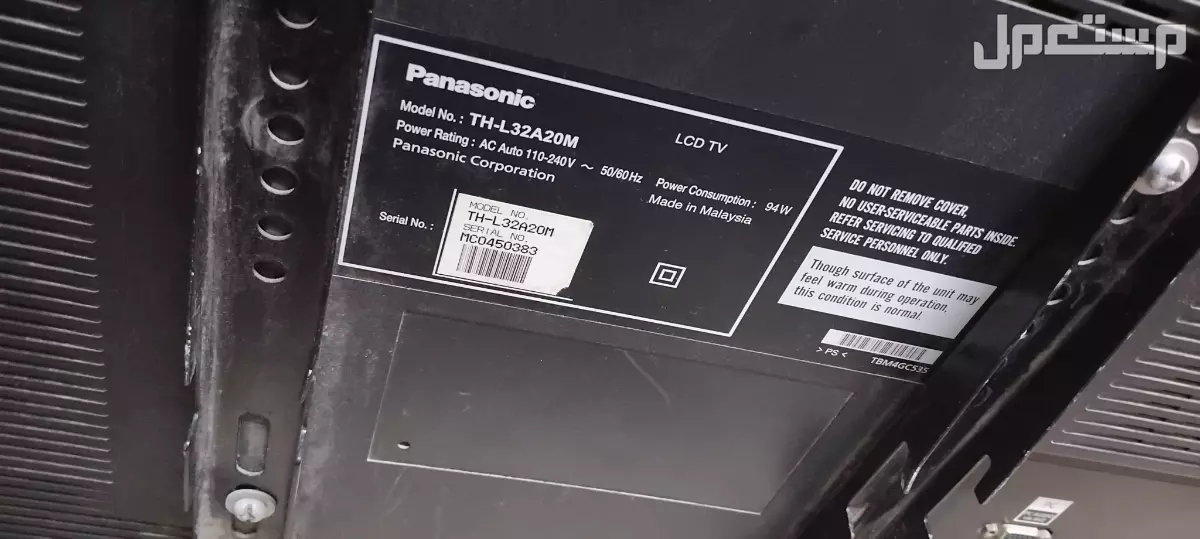 مستعمل
Panasonic
LCD TV
Model No. : TH-L32A20M
Power Rating : AC Auto 110-240V ~ 50/60Hz
Power Consumption : 94W
Panasonic Corporation
Made in Malaysia
Serial No. :
MODEL NO.
TH-L32A20M
SERIAL NO.
MC0450383
DO NOT REMOVE COVER,
NO USER-SERVICEABLE PARTS INSIDE.
REFER SERVICING TO QUALIFIED
SERVICE PERSONNEL ONLY.
Though surface of the unit may
feel warm during operation,
this condition is normal.
> PS <
TBM4GC535